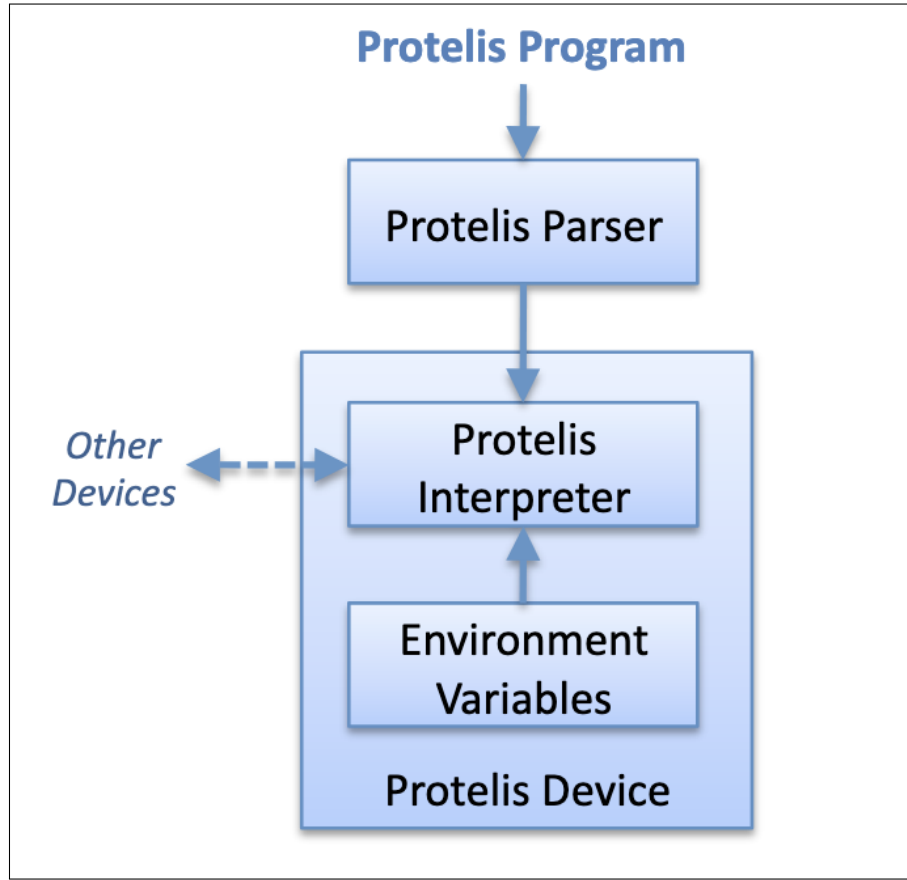 Protelis Program
Protelis Parser
Other
Devices
Protelis
Interpreter
Environment
Variables
Protelis Device